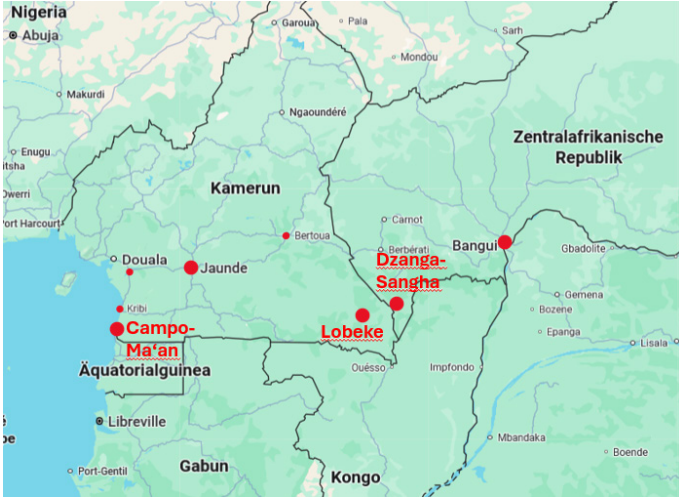 Nigeria
Abuja
Garoua
Pala
Sarh
Mondou
Makurdi
Ngaoundéré
Enugu
itsha
Zentralafrikanische
Republik
Owerri
Port Harcourt
Kamerun
Carnot
Bertoua
Bangui
Berbérati
Gbadolite
Douala
Jaunde
Dzanga-
Sangha
Gemena
Kribi
Bozene
Campo-
Ma‘an
Lobeke
Epanga
Lisala
Äquatorialguinea
Ouésso
Impfondo
Libreville
é
oe
Mbandaka
Boende
Port-Gentil
Gabun
Kongo